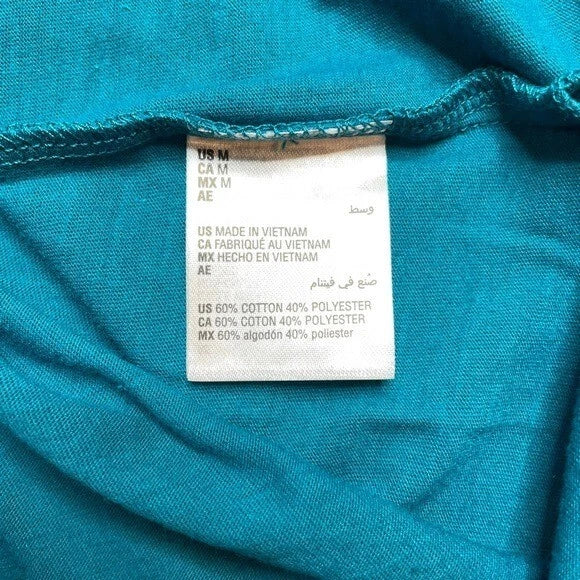 US M
CA M
MX M
AE
وسط
US MADE IN VIETNAM
CA FABRIQUÉ AU VIETNAM
MX HECHO EN VIETNAM
AE
صُنع في فيتنام
US 60% COTTON 40% POLYESTER
CA 60% COTON 40% POLYESTER
MX 60% algodón 40% poliester